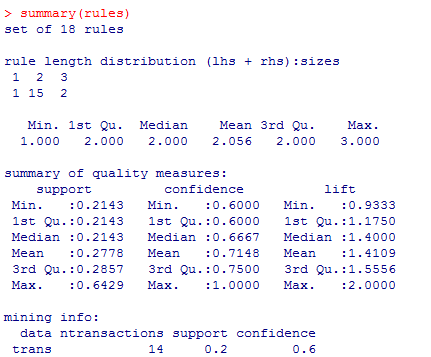 > summary(rules)
set of 18 rules
rule length distribution (lhs + rhs):sizes
1 2 3
1 15 2
Min. 1st Qu. Median Mean 3rd Qu. Max.
1.000 2.000 2.000 2.056 2.000 3.000
summary of quality measures:
support confidence lift
Min. :0.2143 Min. :0.6000 Min. :0.9333
1st Qu.:0.2143 1st Qu.:0.6000 1st Qu.:1.1750
Median :0.2143 Median :0.6667 Median :1.4000
Mean :0.2778 Mean :0.7148 Mean :1.4109
3rd Qu.:0.2857 3rd Qu.:0.7500 3rd Qu.:1.5556
Max. :0.6429 Max. :1.0000 Max. :2.0000
mining info:
data ntransactions support confidence
trans 14 0.2 0.6